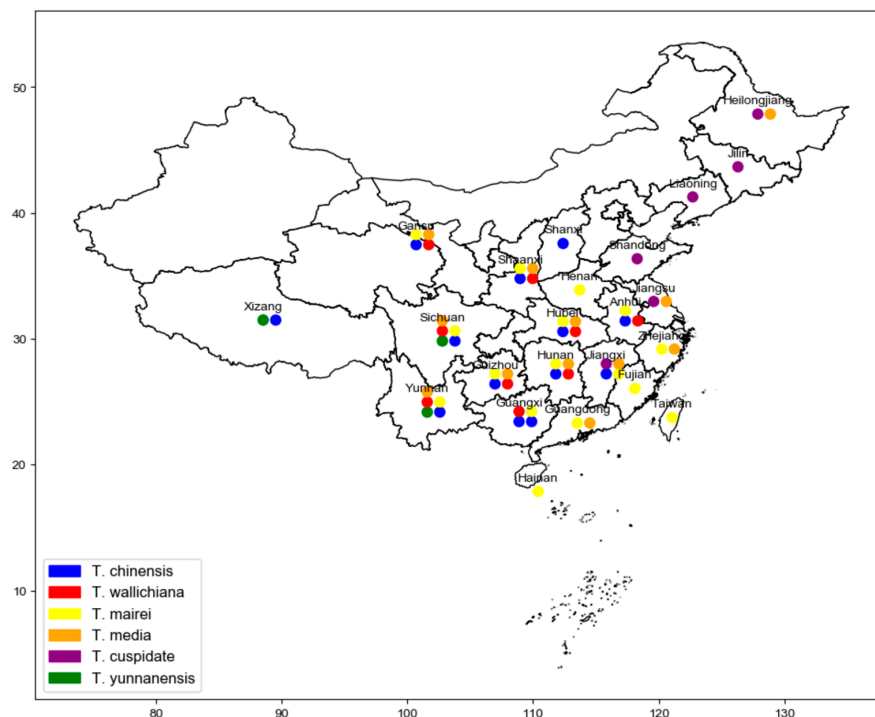 50
40
30
20
10
80
90
100
110
120
130
Heilongjiang
Jilin
Liaoning
Gansu
Shanxi
Shandong
Shaanxi
Henan
Jiangsu
Anhui
Xizang
Sichuan
Hubei
Zhejiang
Guizhou
Hunan
Jiangxi
Fujian
Yunnan
Guangxi
Guangdong
Taiwan
Hainan
T. chinensis
T. wallichiana
T. mairei
T. media
T. cuspidate
T. yunnanensis